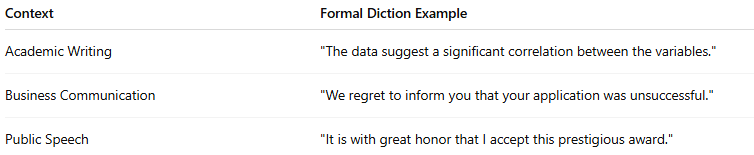 Context Formal Diction Example
Academic Writing "The data suggest a significant correlation between the variables."
Business Communication "We regret to inform you that your application was unsuccessful."
Public Speech "It is with great honor that I accept this prestigious award."